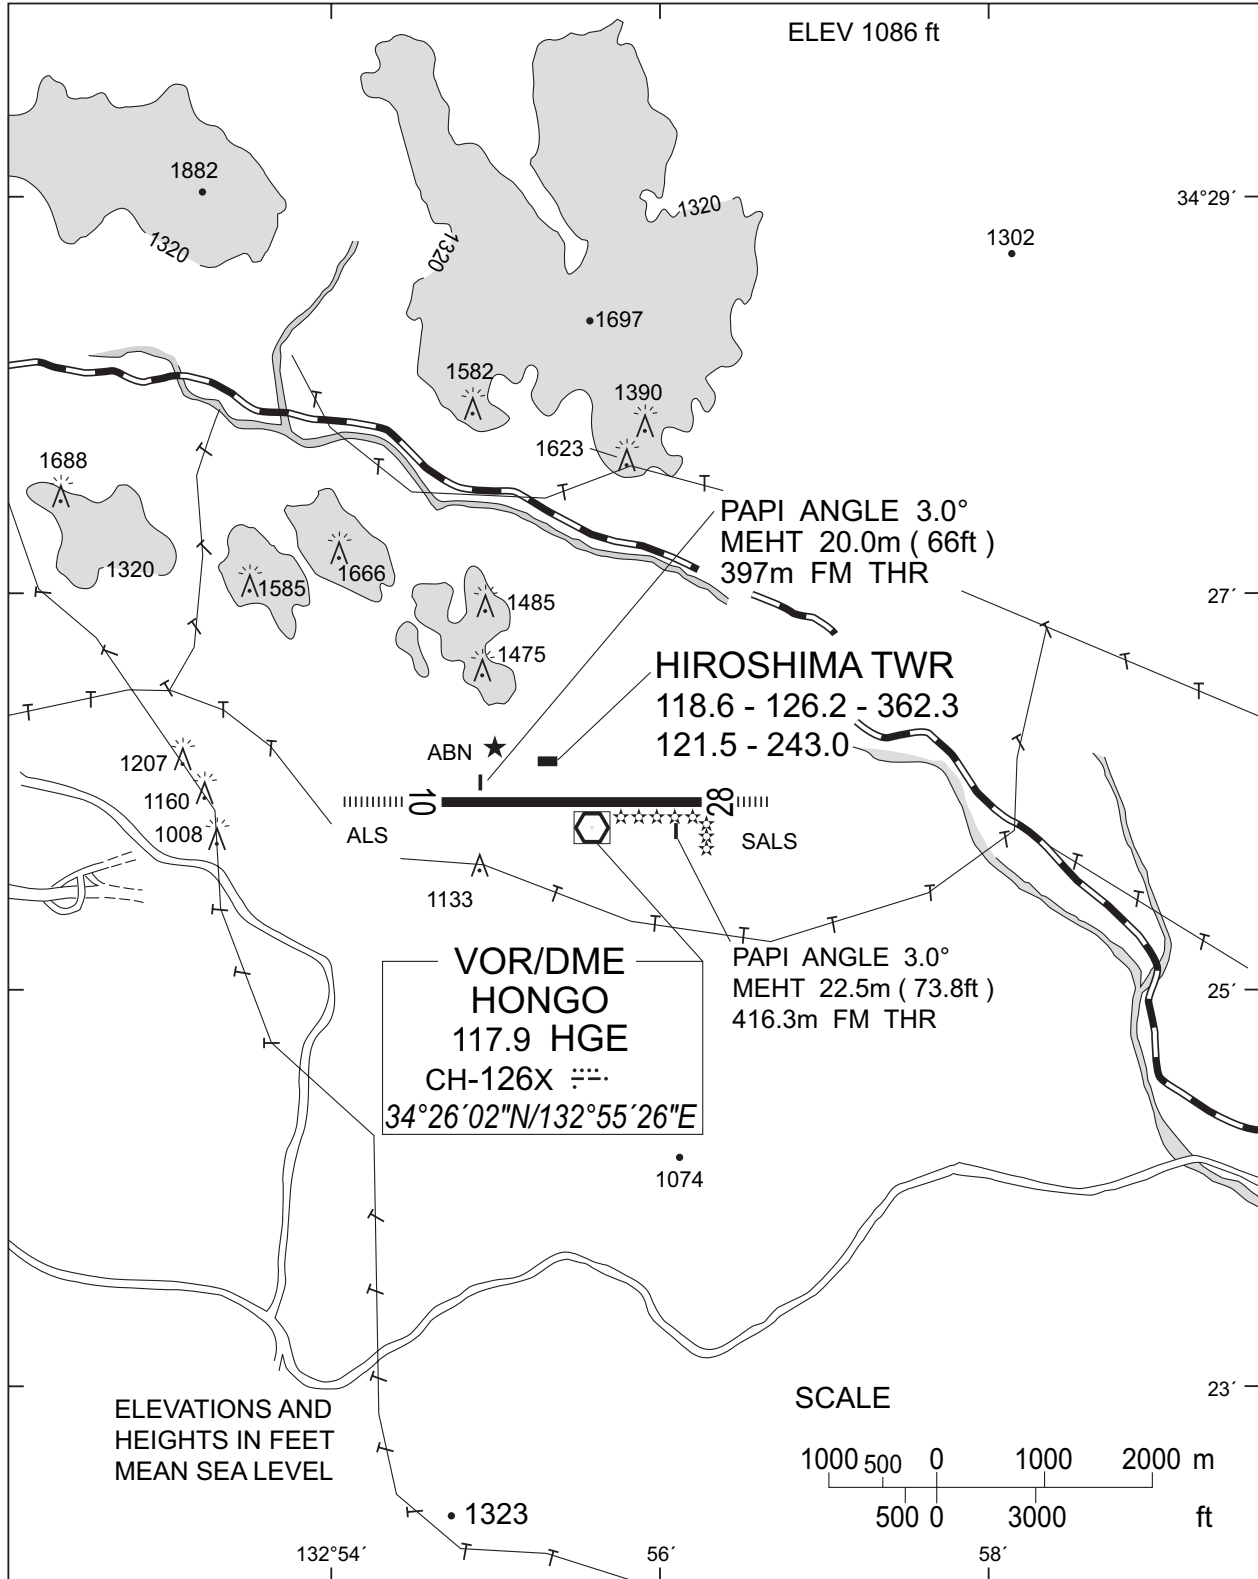 ELEV 1086 ft
1882
34°29´
1320
1320
1302
1320
1697
1582
1390
1623
1688
PAPI ANGLE 3.0°
MEHT 20.0m ( 66ft )
397m FM THR
1320
1585
1666
1485
27´
1475
HIROSHIMA TWR
118.6 - 126.2 - 362.3
121.5 - 243.0
ABN
1207
1160
10
28
1008
ALS
SALS
1133
VOR/DME
HONGO
117.9 HGE
CH-126X
34°26´02"N/132°55´26"E
PAPI ANGLE 3.0°
MEHT 22.5m ( 73.8ft )
416.3m FM THR
25´
1074
23´
ELEVATIONS AND
HEIGHTS IN FEET
MEAN SEA LEVEL
SCALE
1000 500 0 1000 2000 m
500 0 3000 ft
1323
132°54´
56´
58´